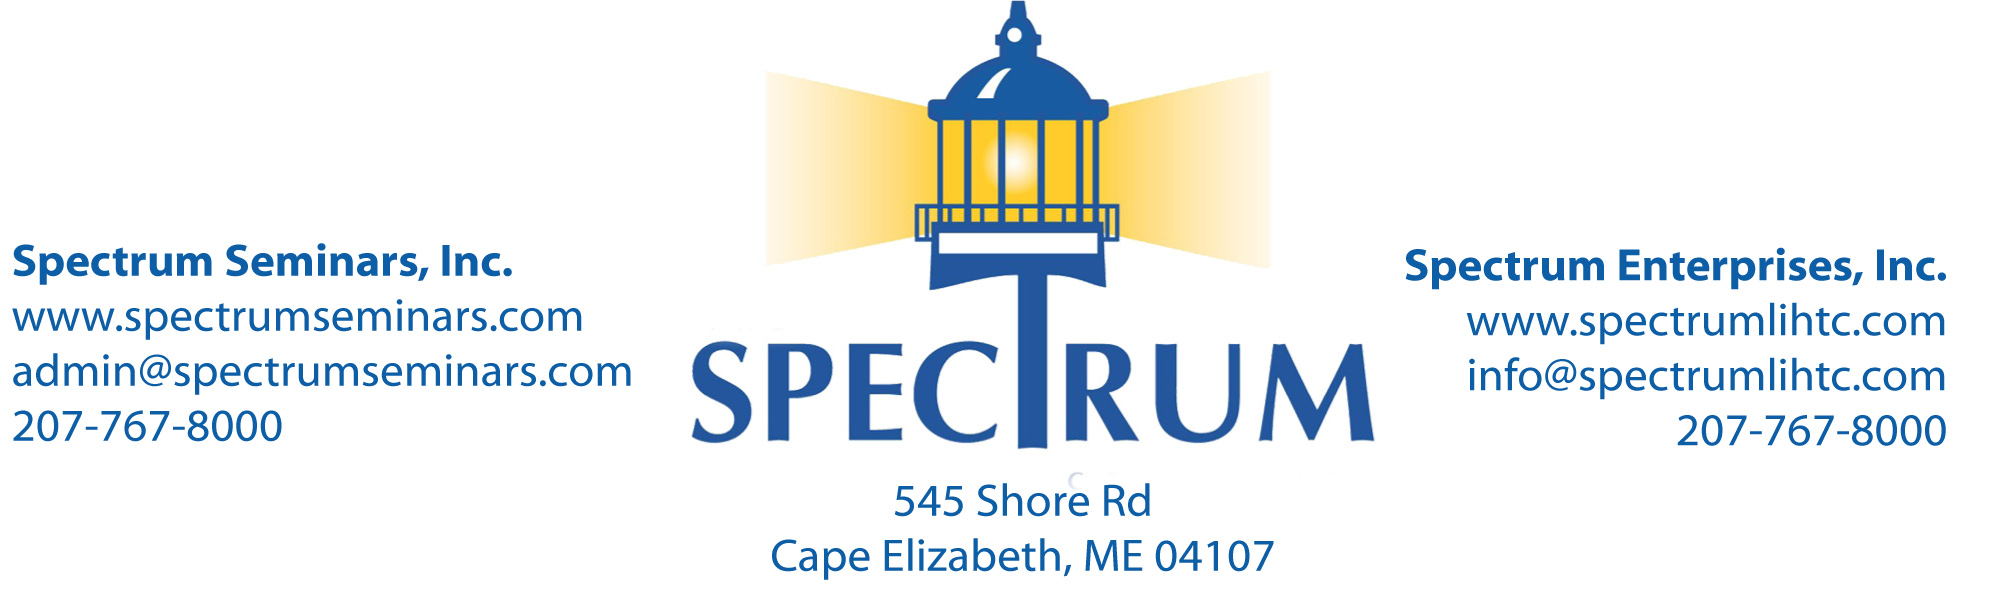 Spectrum Seminars, Inc.
www.spectrumseminars.com
admin@spectrumseminars.com
207-767-8000
SPECTRUM
545 Shore Rd
Cape Elizabeth, ME 04107
Spectrum Enterprises, Inc.
www.spectrumlihtc.com
info@spectrumlihtc.com
207-767-8000